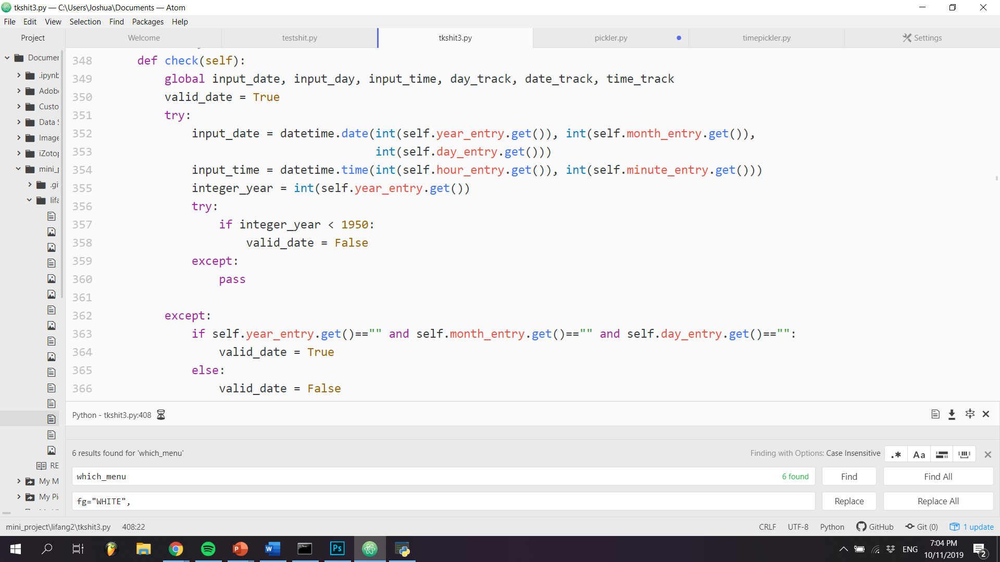 tkshit3.py — C:\Users\Joshua\Documents — Atom
File Edit View Selection Find Packages Help
Project
Welcome
testshit.py
tkshit3.py
pickler.py
timepickler.py
Settings
Documen
.ipynb
Adob
Custo
Data S
Image
iZotop
mini_p
.gi
lifa
RE
My M
My Pi
348 def check(self):
349 global input_date, input_day, input_time, day_track, date_track, time_track
350 valid_date = True
351 try:
352 input_date = datetime.date(int(self.year_entry.get()), int(self.month_entry.get()),
353 int(self.day_entry.get()))
354 input_time = datetime.time(int(self.hour_entry.get()), int(self.minute_entry.get()))
355 integer_year = int(self.year_entry.get())
356 try:
357 if integer_year < 1950:
358 valid_date = False
359 except:
360 pass
361
362 except:
363 if self.year_entry.get()=="" and self.month_entry.get()=="" and self.day_entry.get()=="":
364 valid_date = True
365 else:
366 valid_date = False
Python - tkshit3.py:408
6 results found for 'which_menu'
Finding with Options: Case Insensitive
.* Aa
which_menu
6 found
Find
Find All
fg="WHITE",
Replace
Replace All
mini_project\lifang2\tkshit3.py 408:22
CRLF UTF-8 Python GitHub Git (0) 1 update
P
W
Ps
ENG
7:04 PM
10/11/2019
2